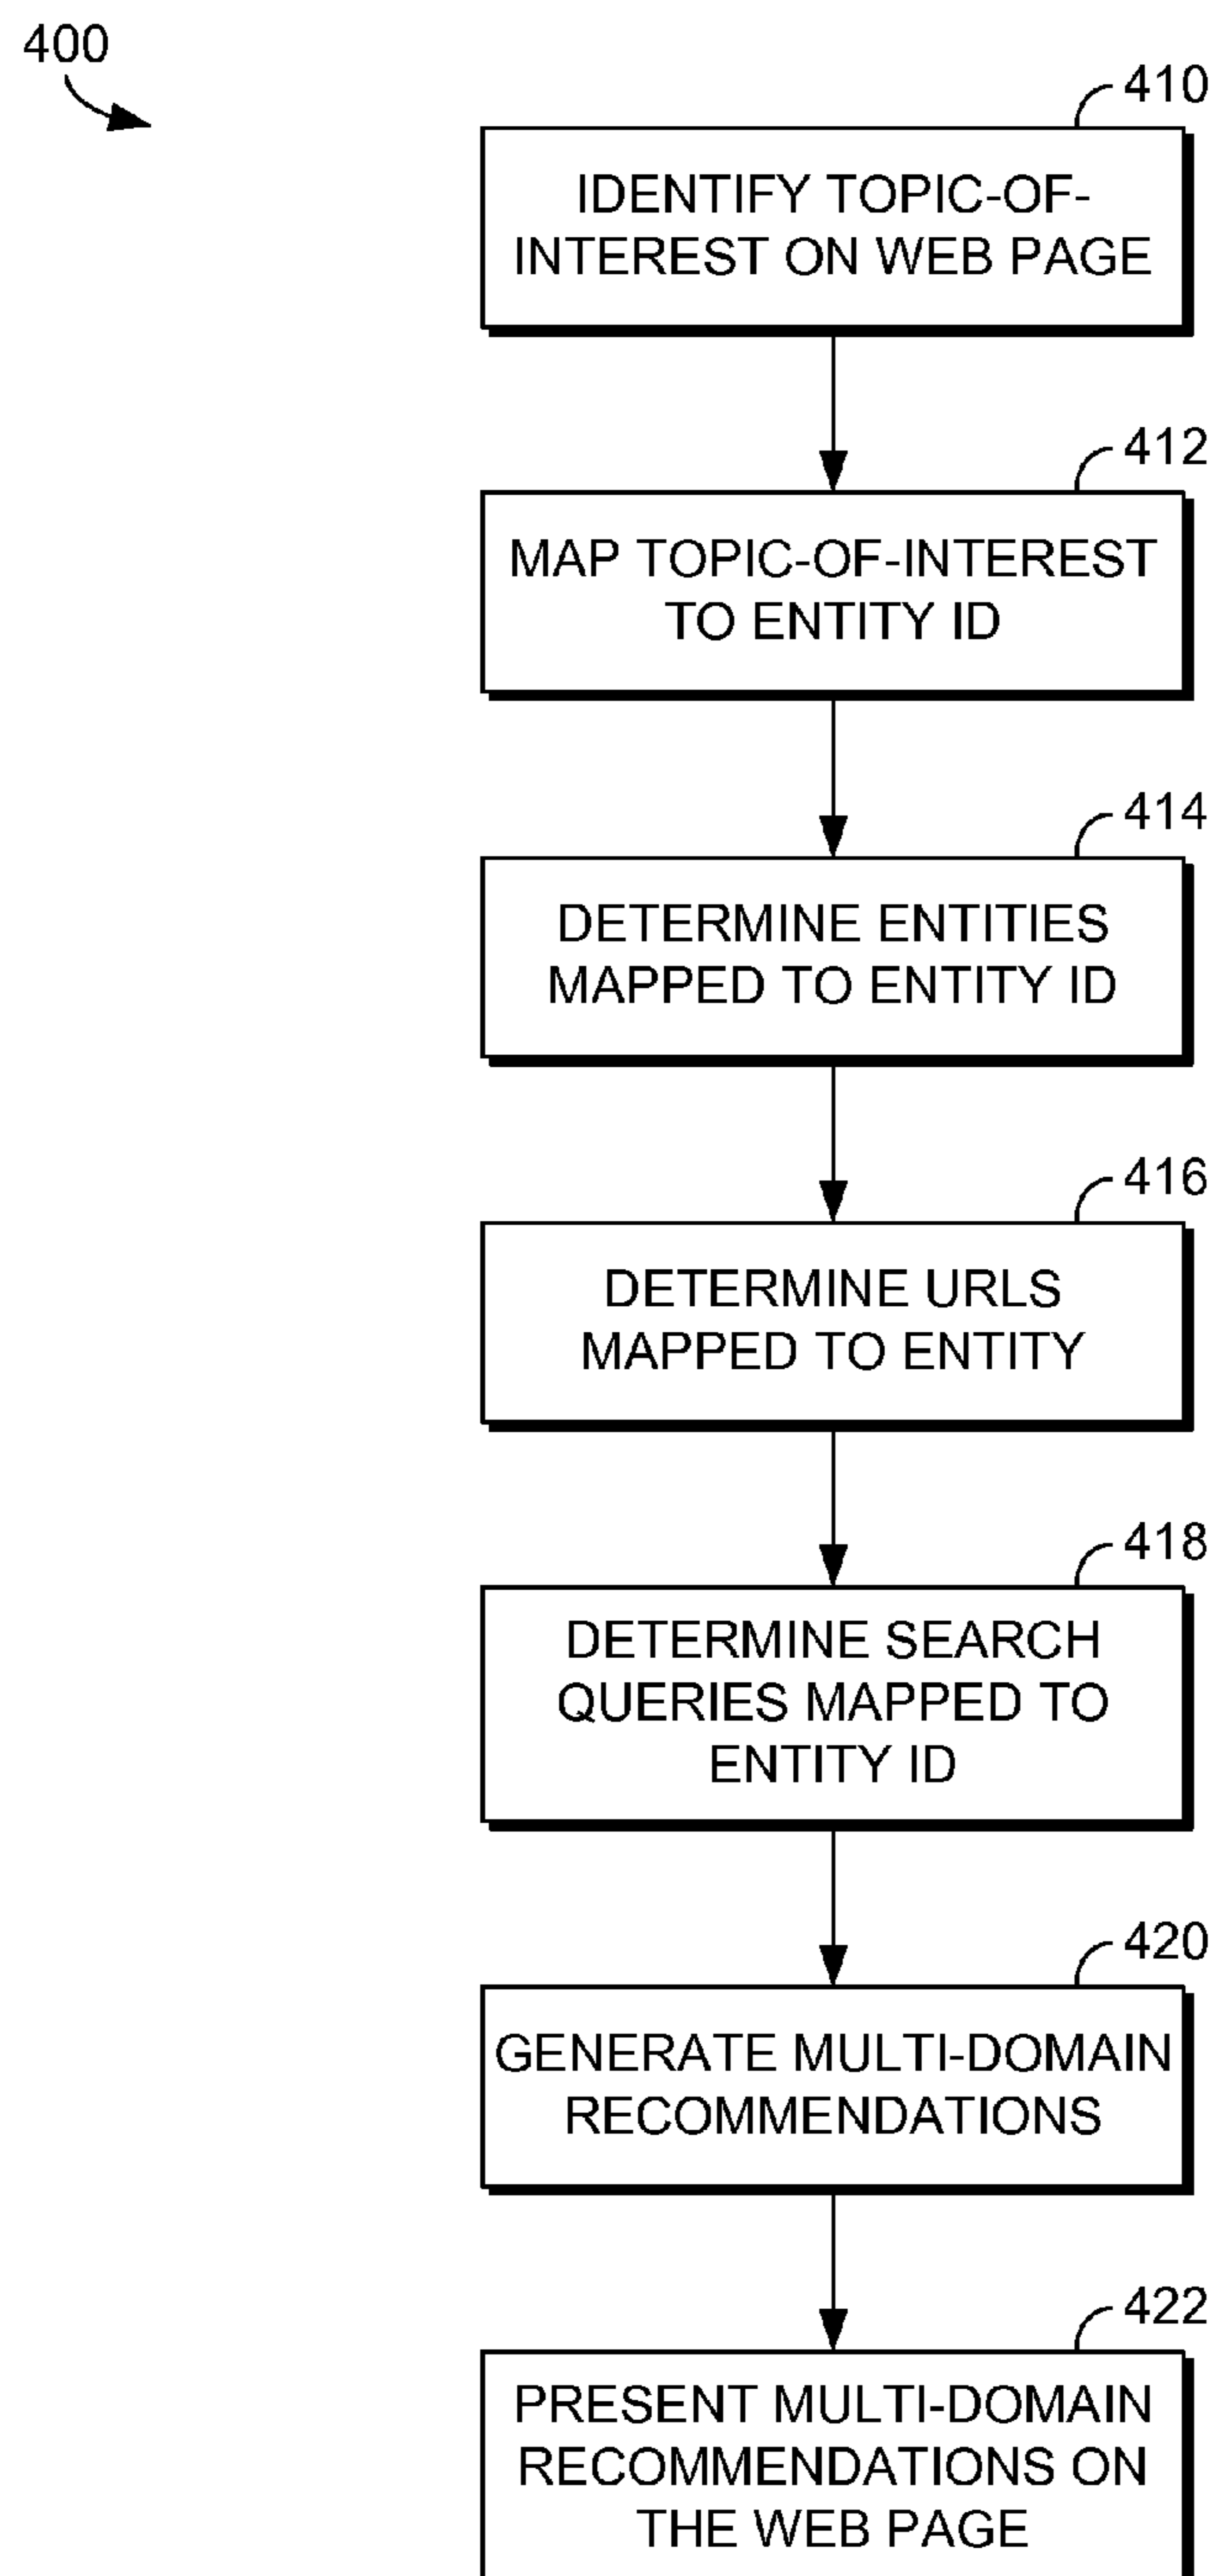 400
410
IDENTIFY TOPIC-OF-
INTEREST ON WEB PAGE
412
MAP TOPIC-OF-INTEREST
TO ENTITY ID
414
DETERMINE ENTITIES
MAPPED TO ENTITY ID
416
DETERMINE URLS
MAPPED TO ENTITY
418
DETERMINE SEARCH
QUERIES MAPPED TO
ENTITY ID
420
GENERATE MULTI-DOMAIN
RECOMMENDATIONS
422
PRESENT MULTI-DOMAIN
RECOMMENDATIONS ON
THE WEB PAGE